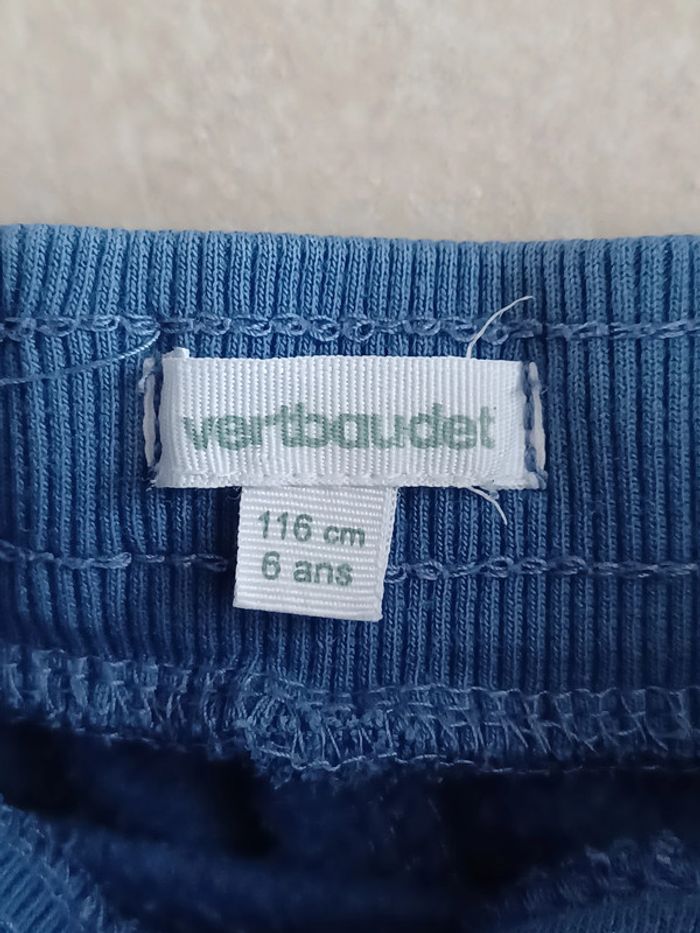 vertbaudet
116 cm
6 ans